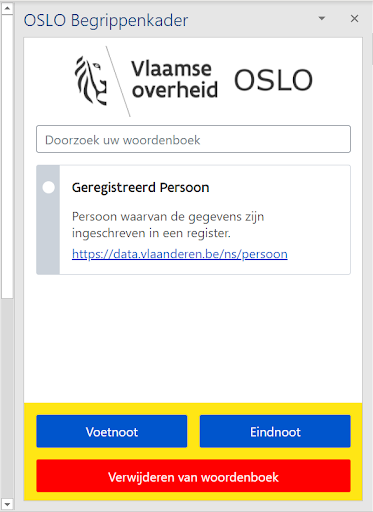 OSLO Begrippenkader
Vlaamse
overheid
OSLO
Doorzoek uw woordenboek
Geregistreerd Persoon
Persoon waarvan de gegevens zijn
ingeschreven in een register.
https://data.vlaanderen.be/ns/persoon
Voetnoot
Eindnoot
Verwijderen van woordenboek